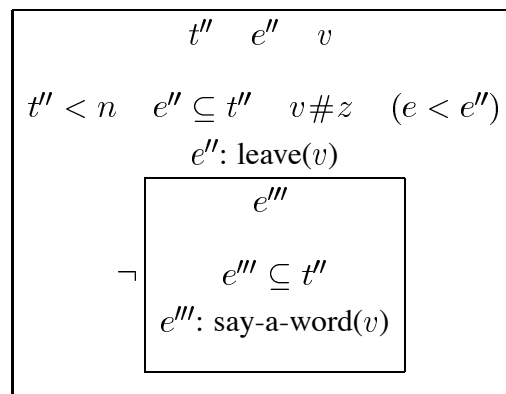 t″ e″ v
t″ < n e″ ⊆ t″ v # z (e < e″)
e″: leave(v)
e‴
¬ e‴ ⊆ t″
e‴: say-a-word(v)